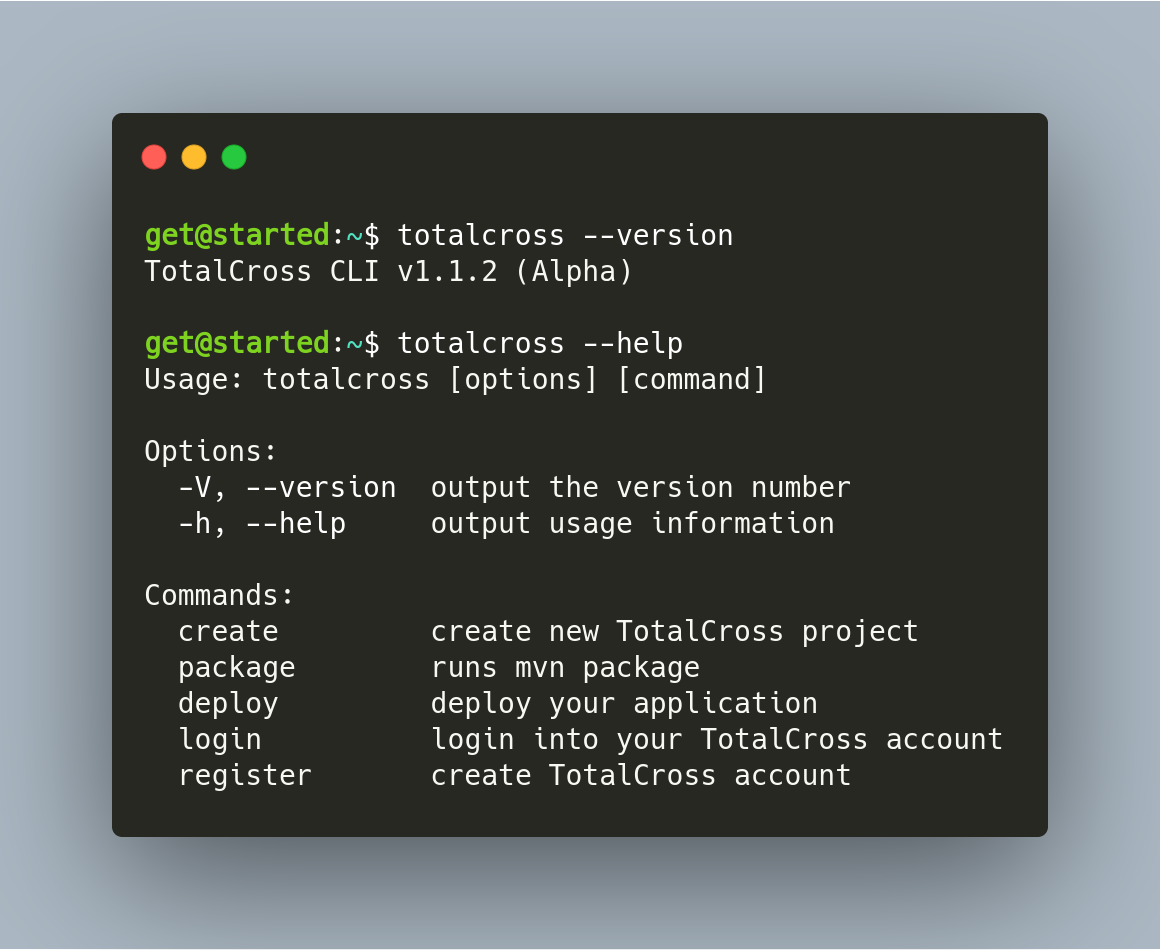 get@started:~$ totalcross --version
TotalCross CLI v1.1.2 (Alpha)
get@started:~$ totalcross --help
Usage: totalcross [options] [command]
Options:
-V, --version  output the version number
-h, --help     output usage information
Commands:
create         create new TotalCross project
package        runs mvn package
deploy         deploy your application
login          login into your TotalCross account
register       create TotalCross account